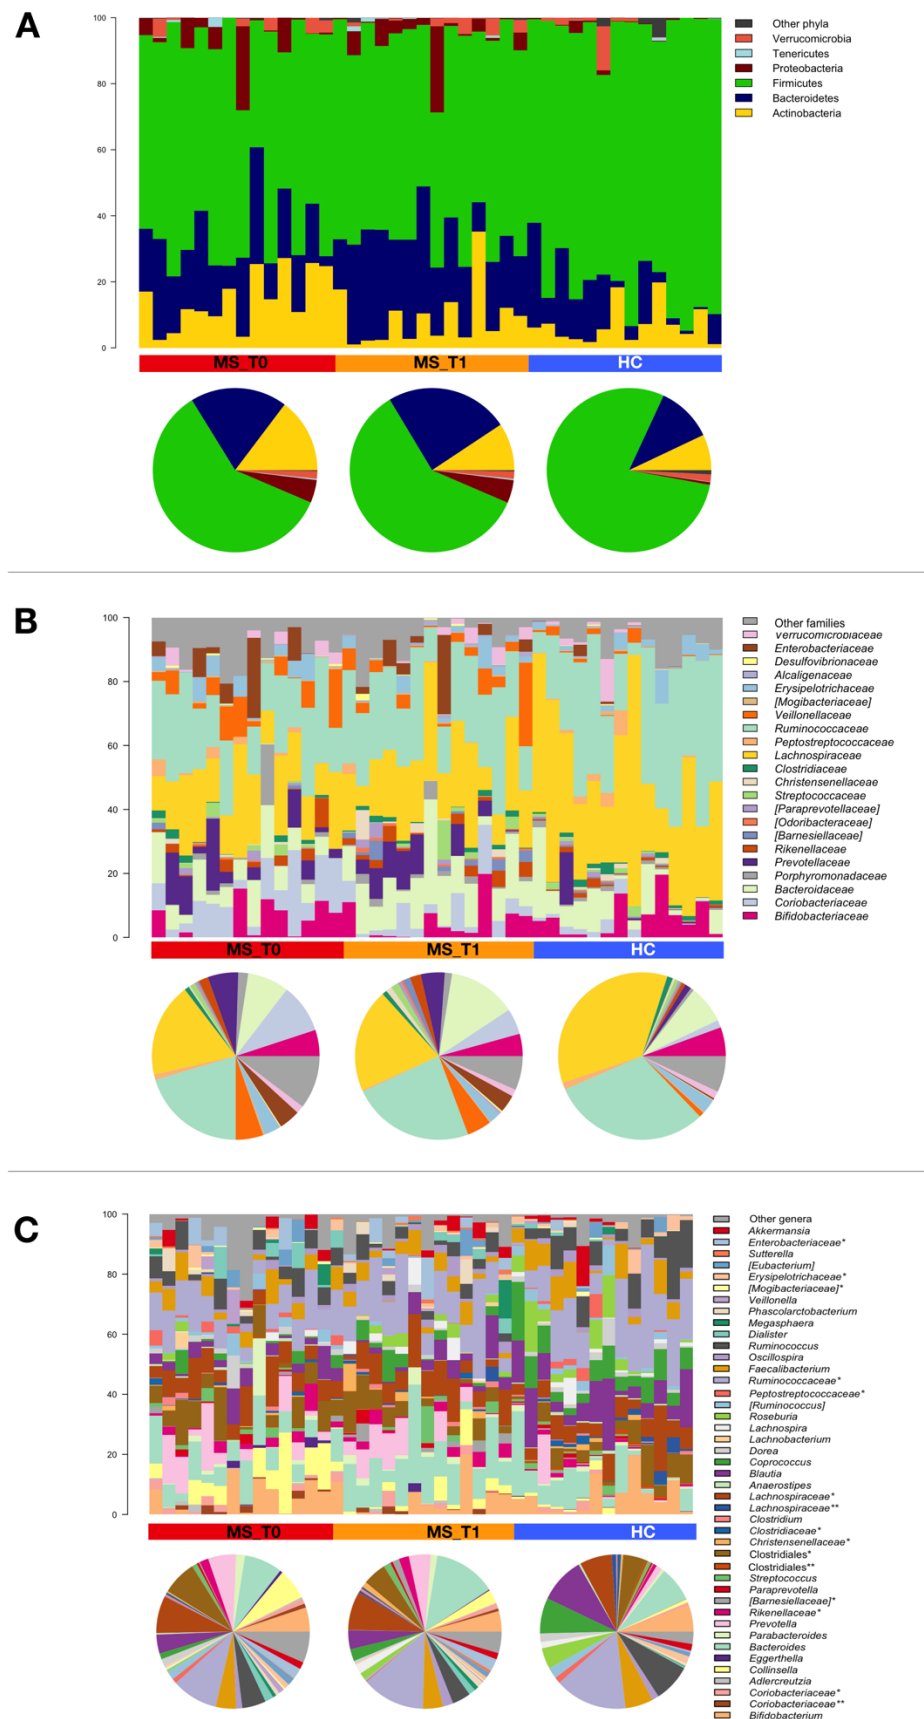 A
100
80
60
40
20
0
Other phyla
Verrucomicrobia
Tenericutes
Proteobacteria
Firmicutes
Bacteroidetes
Actinobacteria
MS_T0 MS_T1 HC
B
100
80
60
40
20
0
Other families
Verrucomicrobiaceae
Enterobacteriaceae
Desulfovibrionaceae
Alcaligenaceae
Erysipelotrichaceae
[Mogibacteriaceae]
Veillonellaceae
Ruminococcaceae
Peptostreptococcaceae
Lachnospiraceae
Clostridiaceae
Christensenellaceae
Streptococcaceae
[Paraprevotellaceae]
[Odoribacteraceae]
[Barnesiellaceae]
Rikenellaceae
Prevotellaceae
Porphyromonadaceae
Bacteroidaceae
Coriobacteriaceae
Bifidobacteriaceae
MS_T0 MS_T1 HC
C
100
80
60
40
20
0
Other genera
Akkermansia
Enterobacteriaceae*
Sutterella
[Eubacterium]
Erysipelotrichaceae*
[Mogibacteriaceae]*
Veillonella
Phascolarctobacterium
Megasphaera
Dialister
Ruminococcus
Oscillospira
Faecalibacterium
Ruminococcaceae*
Peptostreptococcaceae*
[Ruminococcus]
Roseburia
Lachnospira
Lachnobacterium
Dorea
Coprococcus
Blautia
Anaerostipes
Lachnospiraceae*
Lachnospiraceae**
Clostridium
Clostridiaceae*
Christensenellaceae*
Clostridiales*
Clostridiales**
Streptococcus
Paraprevotella
[Barnesiellaceae]*
Rikenellaceae*
Prevotella
Parabacteroides
Bacteroides
Eggerthella
Collinsella
Adlercreutzia
Coriobacteriaceae*
Coriobacteriaceae**
Bifidobacterium
MS_T0 MS_T1 HC